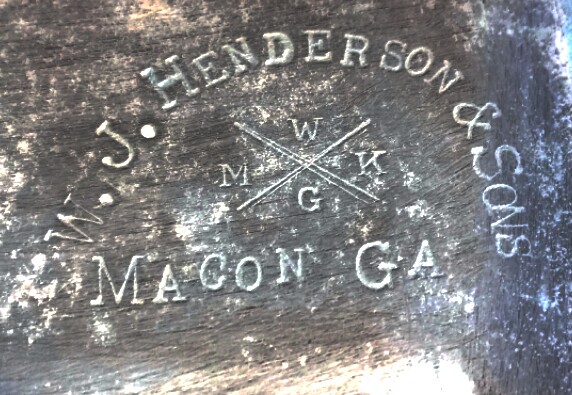 W. J. HENDERSON & SONS
W
M K
G
MACON GA